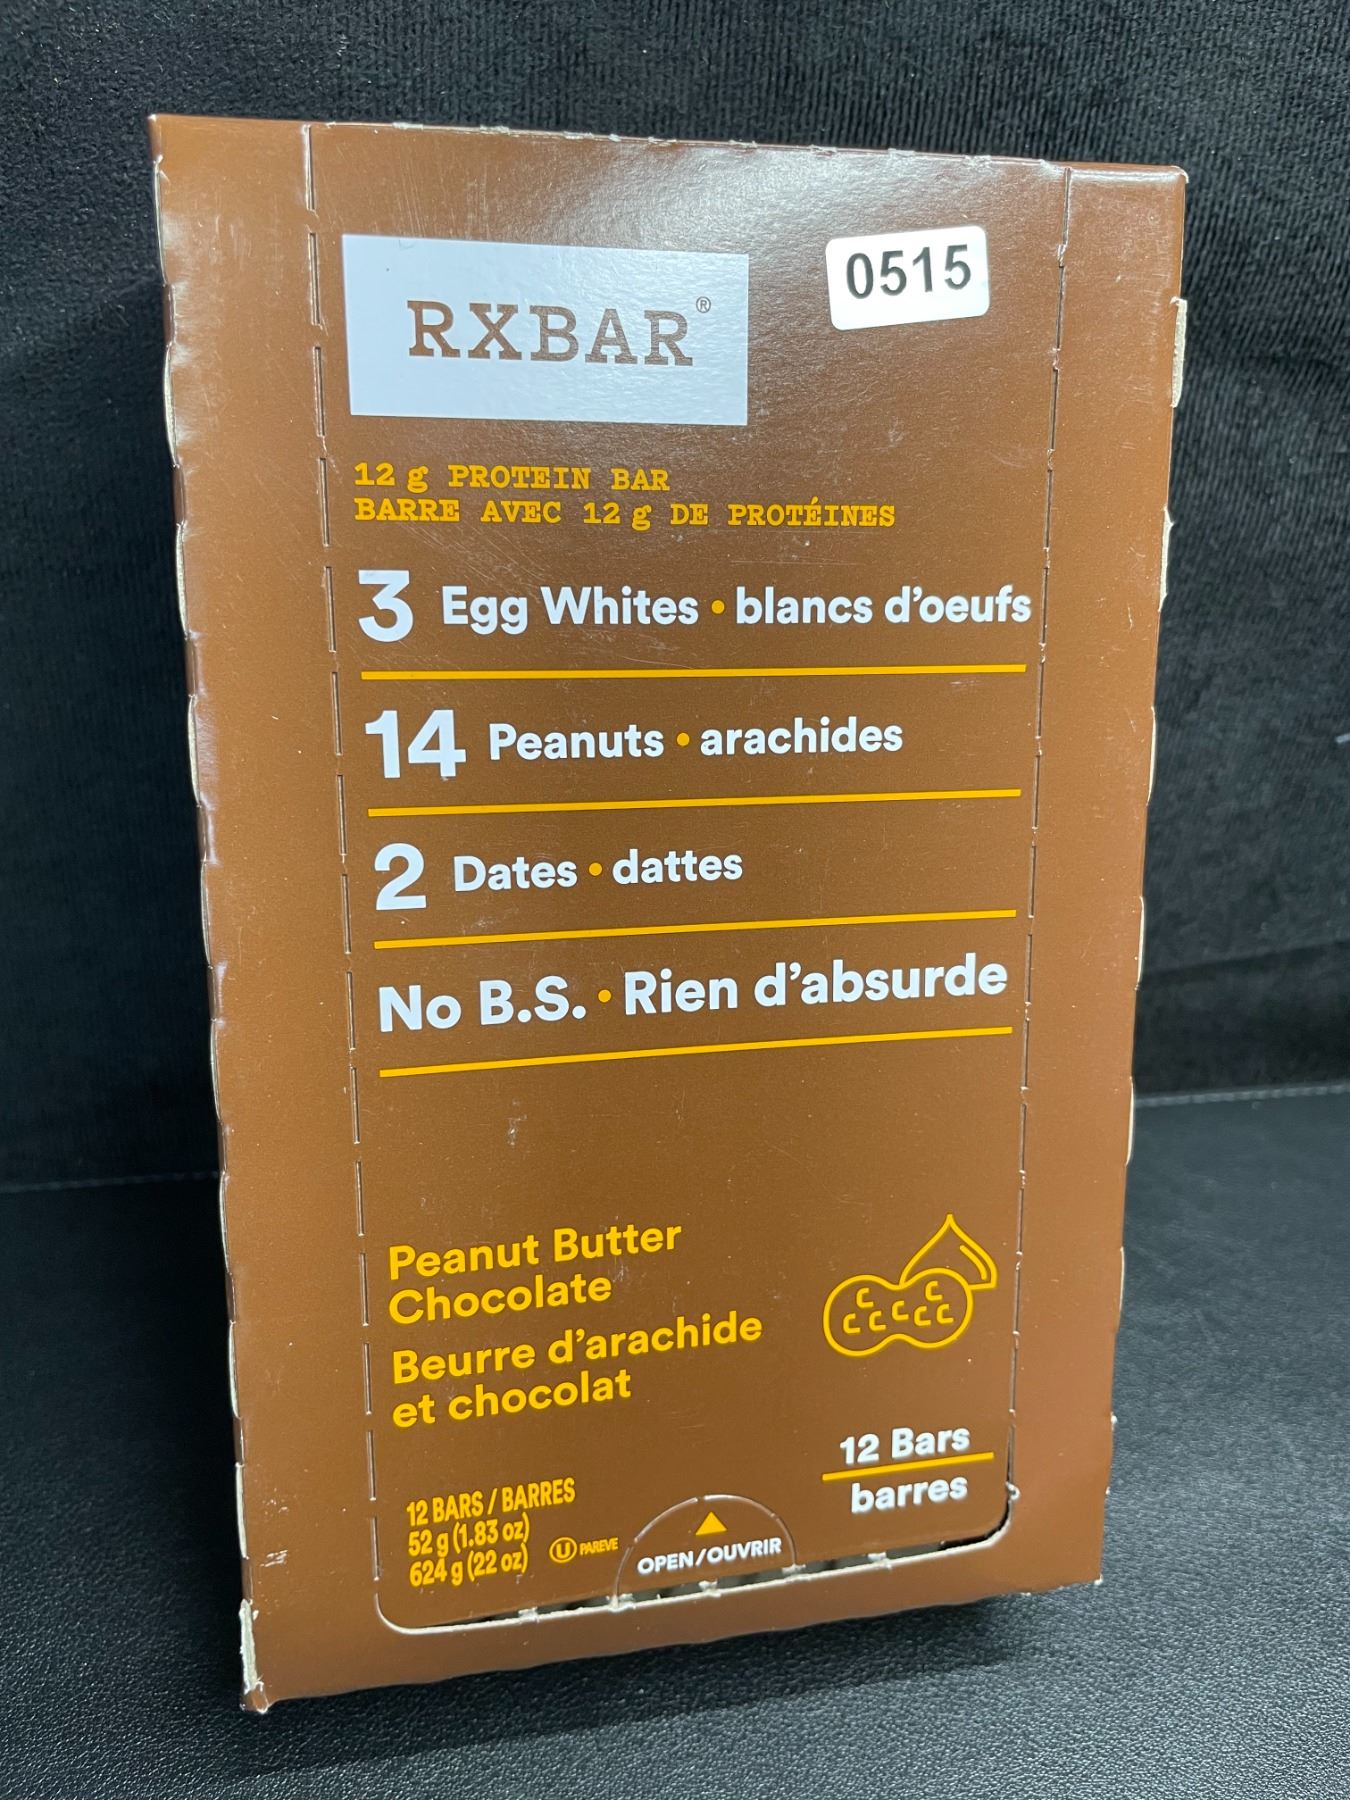 RXBAR®
0515
12 g PROTEIN BAR
BARRE AVEC 12 g DE PROTÉINES
3 Egg Whites • blancs d'oeufs
14 Peanuts • arachides
2 Dates • dattes
No B.S. • Rien d'absurde
Peanut Butter
Chocolate
Beurre d'arachide
et chocolat
C C C C C C C
12 Bars
barres
12 BARS / BARRES
52 g (1.83 oz)
624 g (22 oz)
U PAREVE
OPEN/OUVRIR